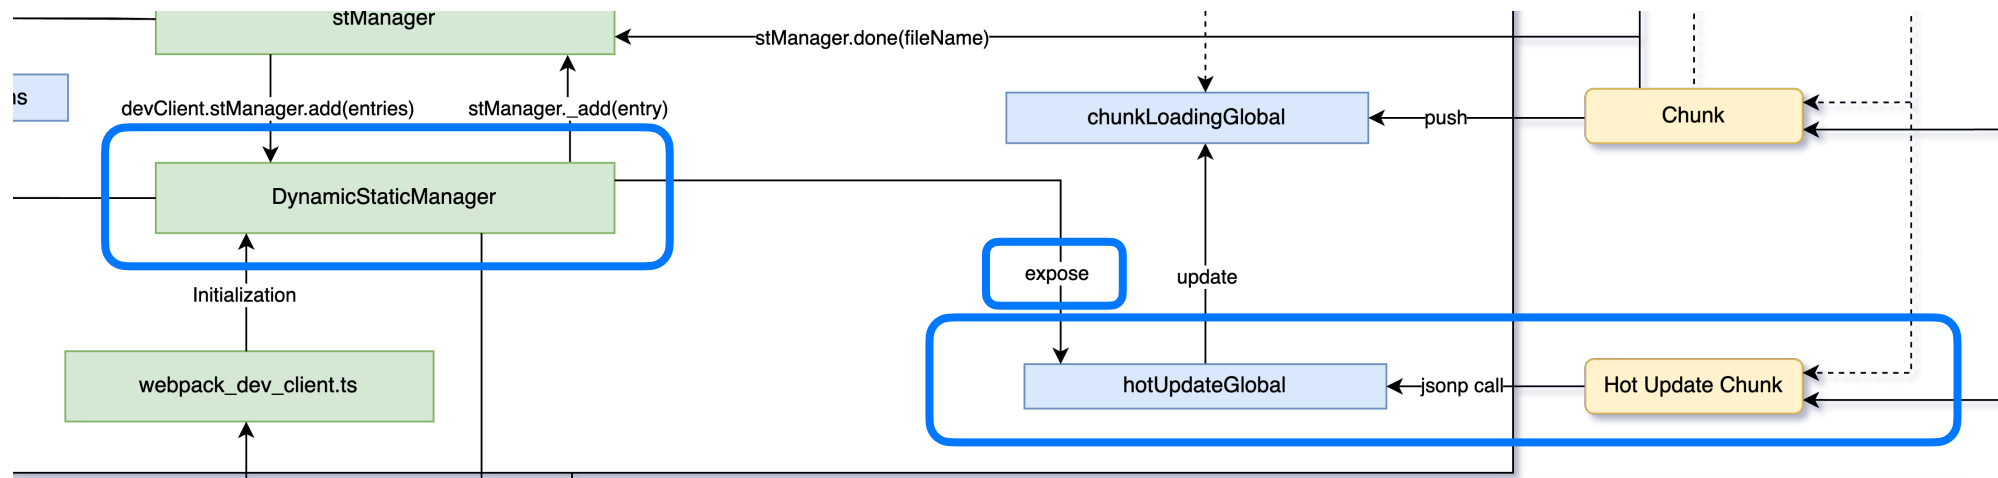 stManager
stManager.done(fileName)
ns
devClient.stManager.add(entries)
stManager._add(entry)
chunkLoadingGlobal
push
Chunk
DynamicStaticManager
expose
update
Initialization
webpack_dev_client.ts
hotUpdateGlobal
jsonp call
Hot Update Chunk